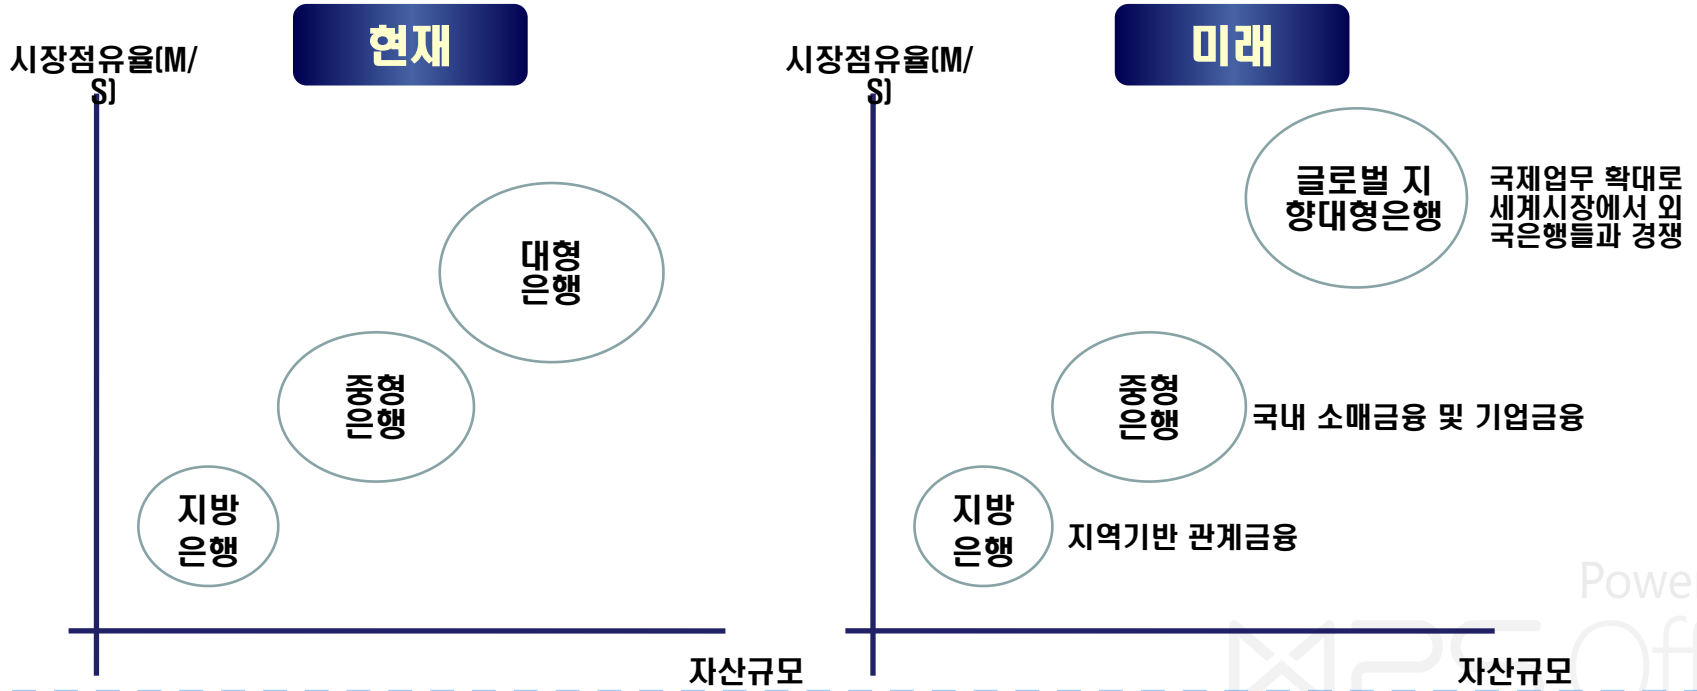 현재
시장점유율(M/
S)
대형
은행
중형
은행
지방
은행
자산규모
미래
시장점유율(M/
S)
글로벌 지
향대형은행
국제업무 확대로
세계시장에서 외
국은행들과 경쟁
중형
은행
국내 소매금융 및 기업금융
지방
은행
지역기반 관계금융
자산규모